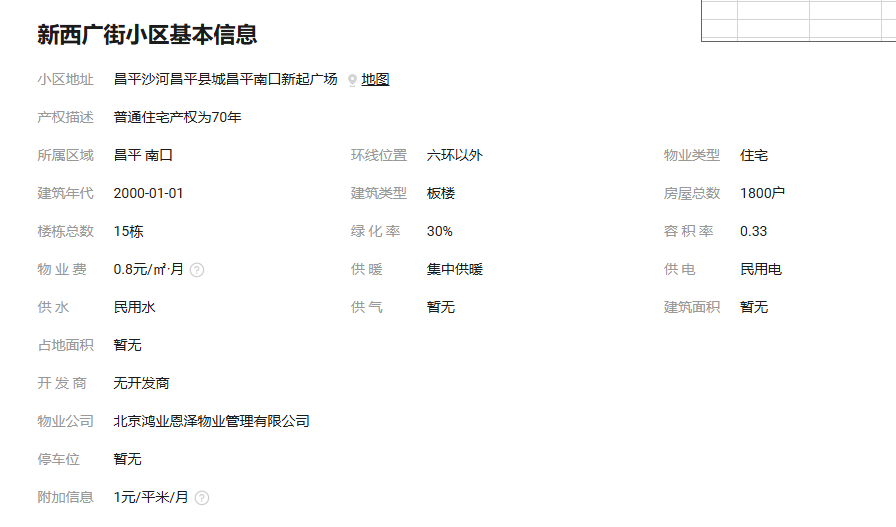 新西广街小区基本信息
小区地址 昌平沙河昌平县城昌平南口新起广场 地图
产权描述 普通住宅产权为70年
所属区域 昌平 南口 环线位置 六环以外 物业类型 住宅
建筑年代 2000-01-01 建筑类型 板楼 房屋总数 1800户
楼栋总数 15栋 绿 化 率 30% 容 积 率 0.33
物 业 费 0.8元/㎡·月 ? 供 暖 集中供暖 供 电 民用电
供 水 民用水 供 气 暂无 建筑面积 暂无
占地面积 暂无
开 发 商 无开发商
物业公司 北京鸿业恩泽物业管理有限公司
停车位 暂无
附加信息 1元/平米/月 ?